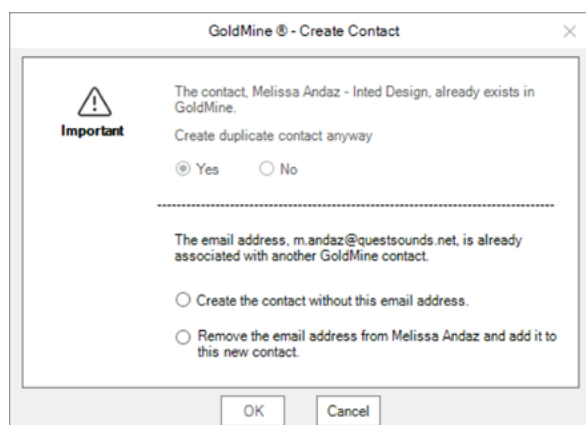 GoldMine ® - Create Contact
The contact, Melissa Andaz - Inted Design, already exists in
GoldMine.
Important
Create duplicate contact anyway
Yes No
The email address, m.andaz@questsounds.net, is already
associated with another GoldMine contact.
Create the contact without this email address.
Remove the email address from Melissa Andaz and add it to
this new contact.
OK Cancel